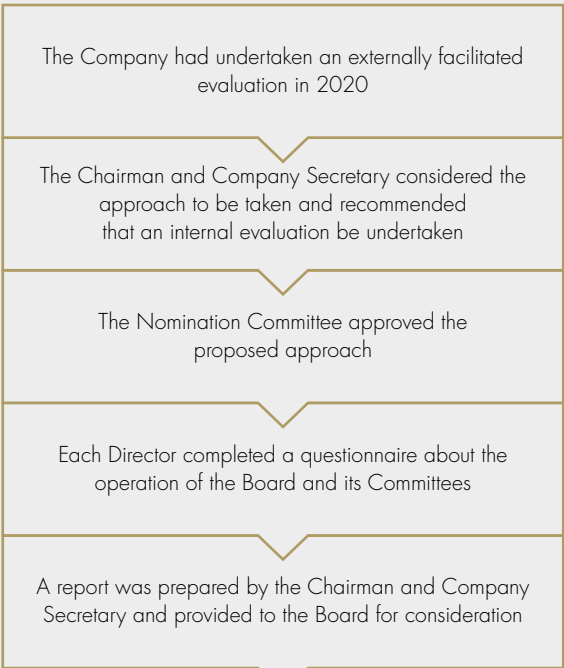 The Company had undertaken an externally facilitated
evaluation in 2020
The Chairman and Company Secretary considered the
approach to be taken and recommended
that an internal evaluation be undertaken
The Nomination Committee approved the
proposed approach
Each Director completed a questionnaire about the
operation of the Board and its Committees
A report was prepared by the Chairman and Company
Secretary and provided to the Board for consideration